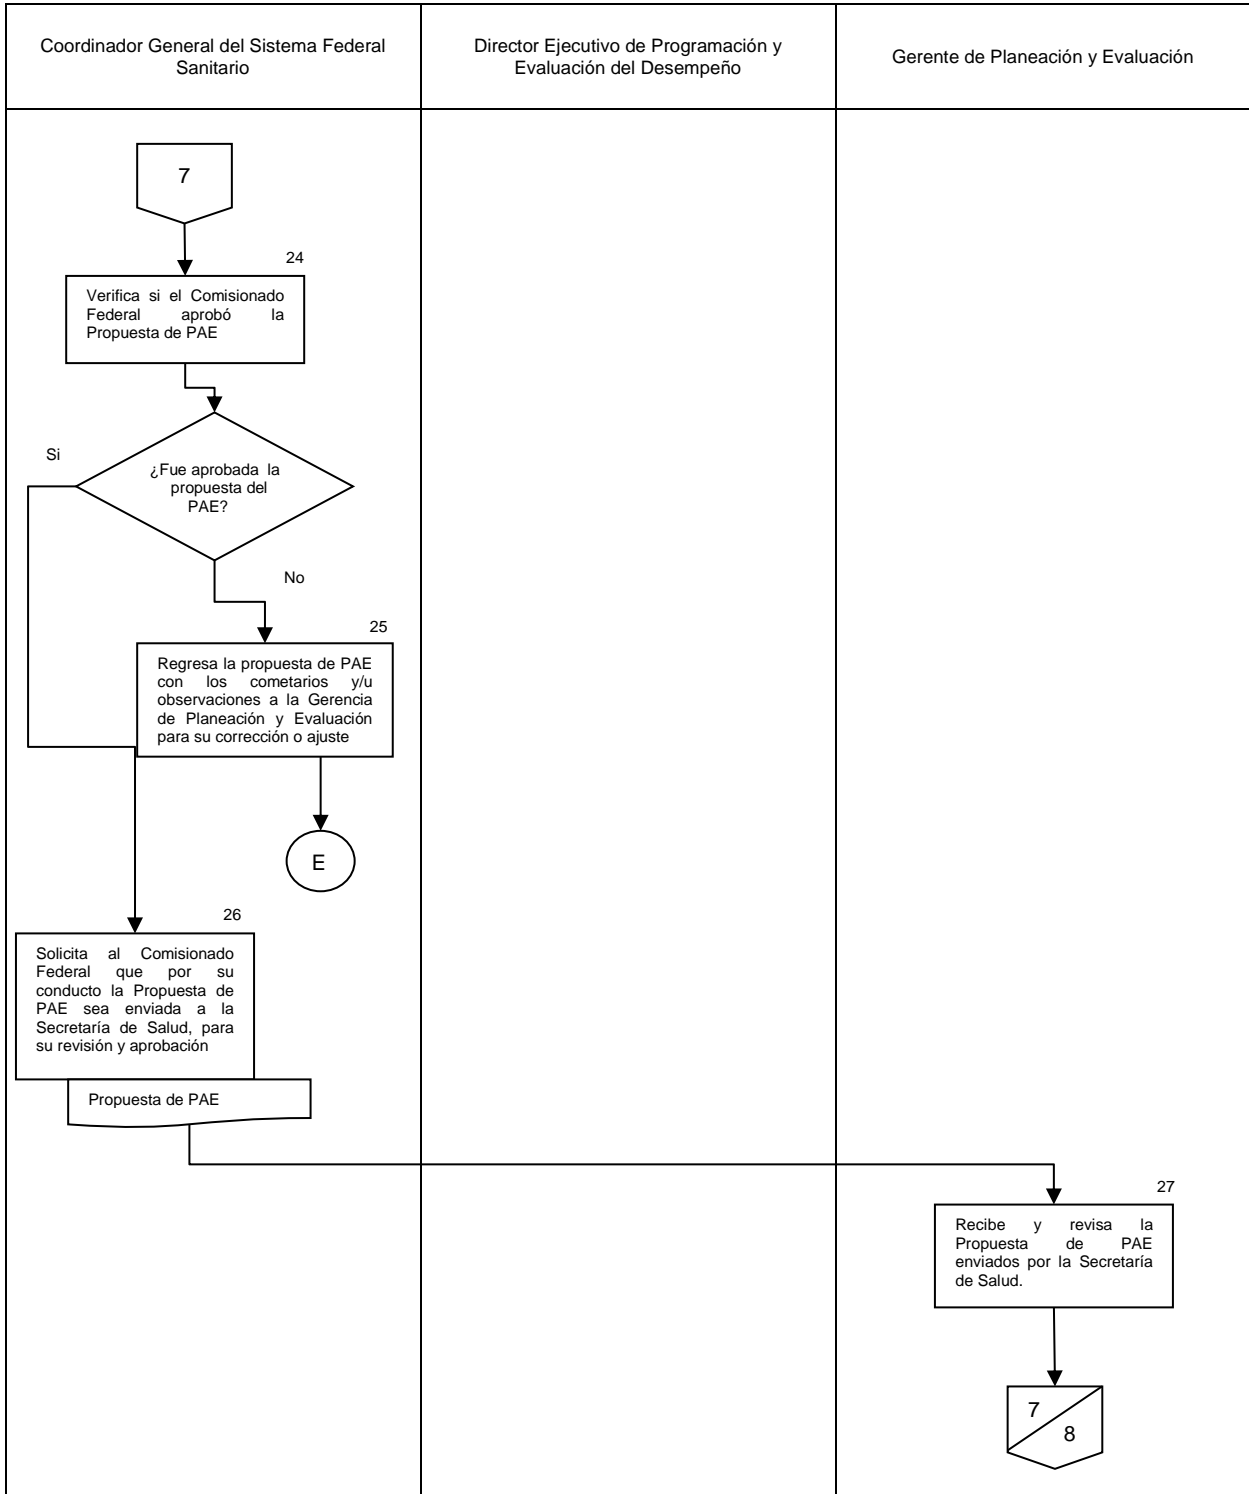 Coordinador General del Sistema Federal
Sanitario
Director Ejecutivo de Programación y
Evaluación del Desempeño
Gerente de Planeación y Evaluación
7
24
Verifica si el Comisionado
Federal aprobó la
Propuesta de PAE
Si
¿Fue aprobada la
propuesta del
PAE?
No
25
Regresa la propuesta de PAE
con los cometarios y/u
observaciones a la Gerencia
de Planeación y Evaluación
para su corrección o ajuste
E
26
Solicita al Comisionado
Federal que por su
conducto la Propuesta de
PAE sea enviada a la
Secretaría de Salud, para
su revisión y aprobación
Propuesta de PAE
27
Recibe y revisa la
Propuesta de PAE
enviados por la Secretaría
de Salud.
7
8